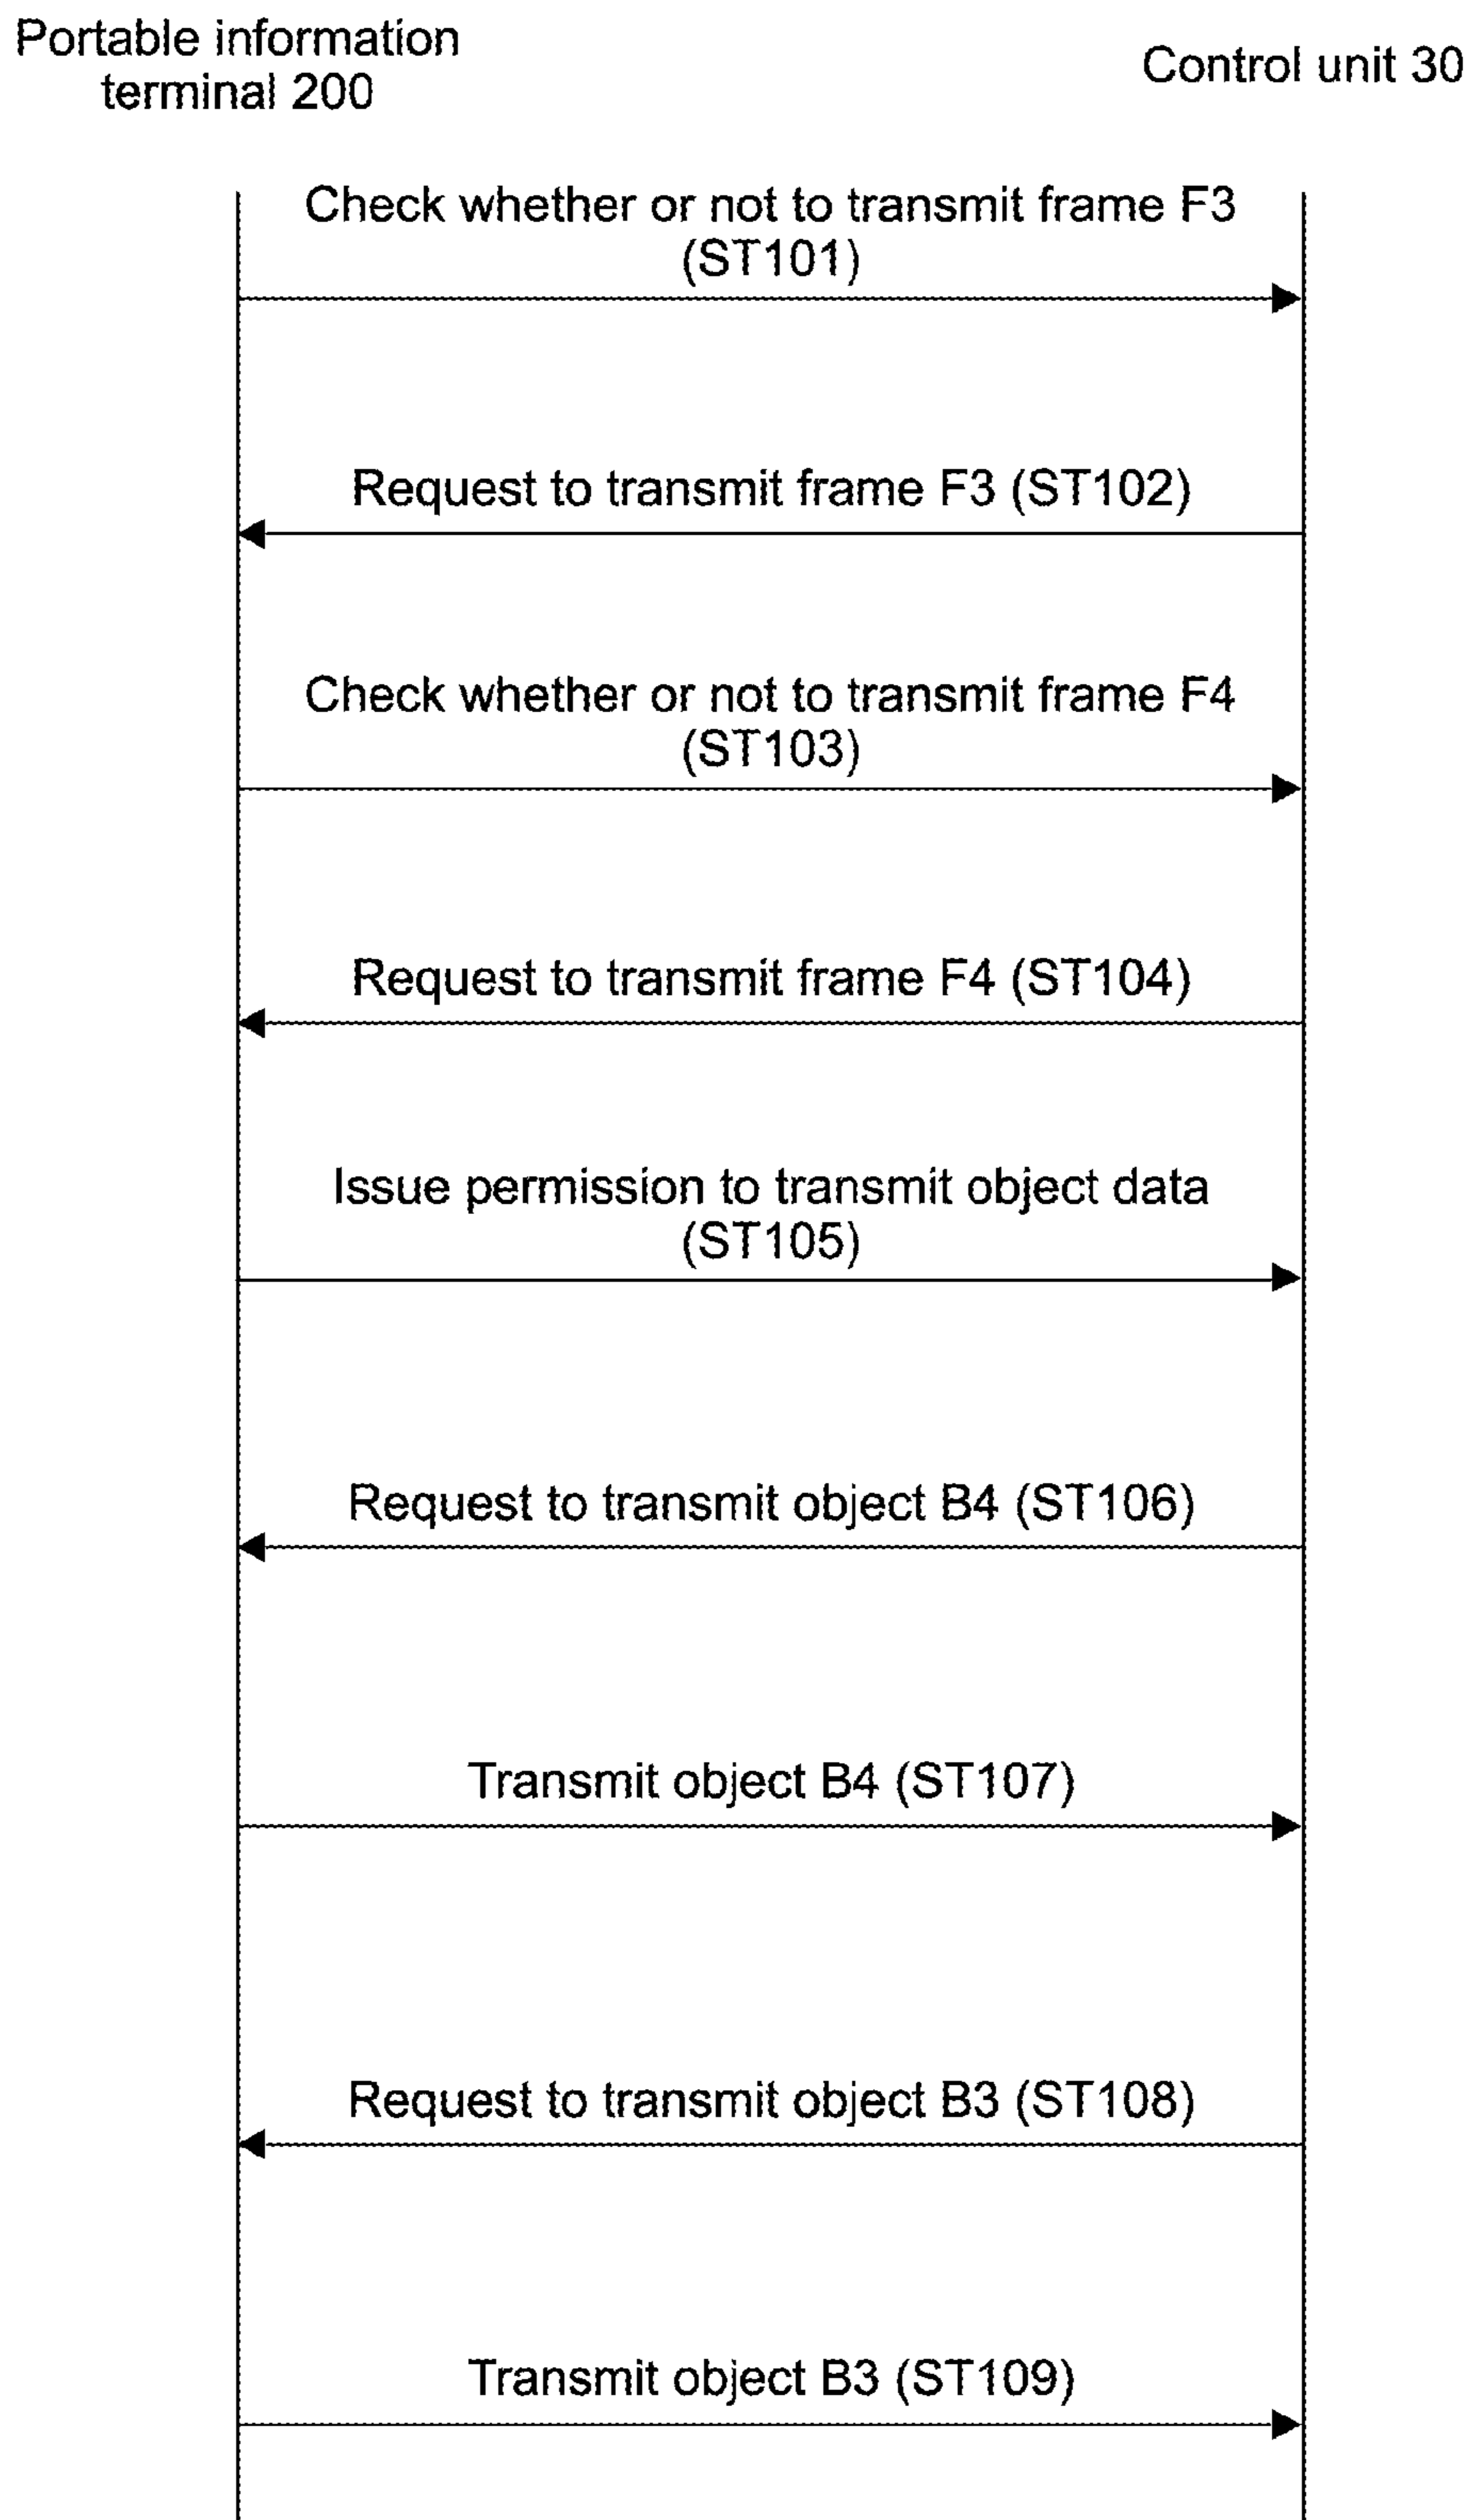 Portable information
terminal 200
Control unit 30
Check whether or not to transmit frame F3
(ST101)
Request to transmit frame F3 (ST102)
Check whether or not to transmit frame F4
(ST103)
Request to transmit frame F4 (ST104)
Issue permission to transmit object data
(ST105)
Request to transmit object B4 (ST106)
Transmit object B4 (ST107)
Request to transmit object B3 (ST108)
Transmit object B3 (ST109)